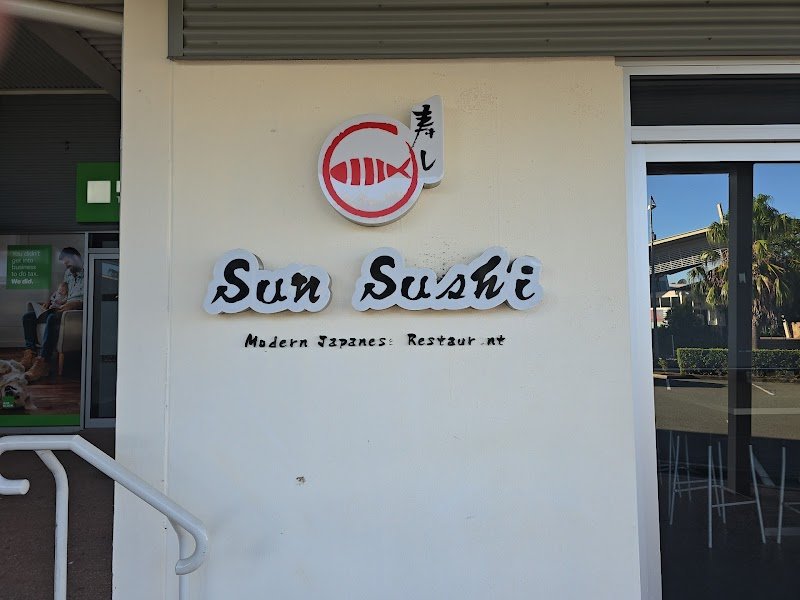 寿し
Sun Sushi
Modern Japanes Restaur nt
You didn't
get into
business
to do tax.
We did.